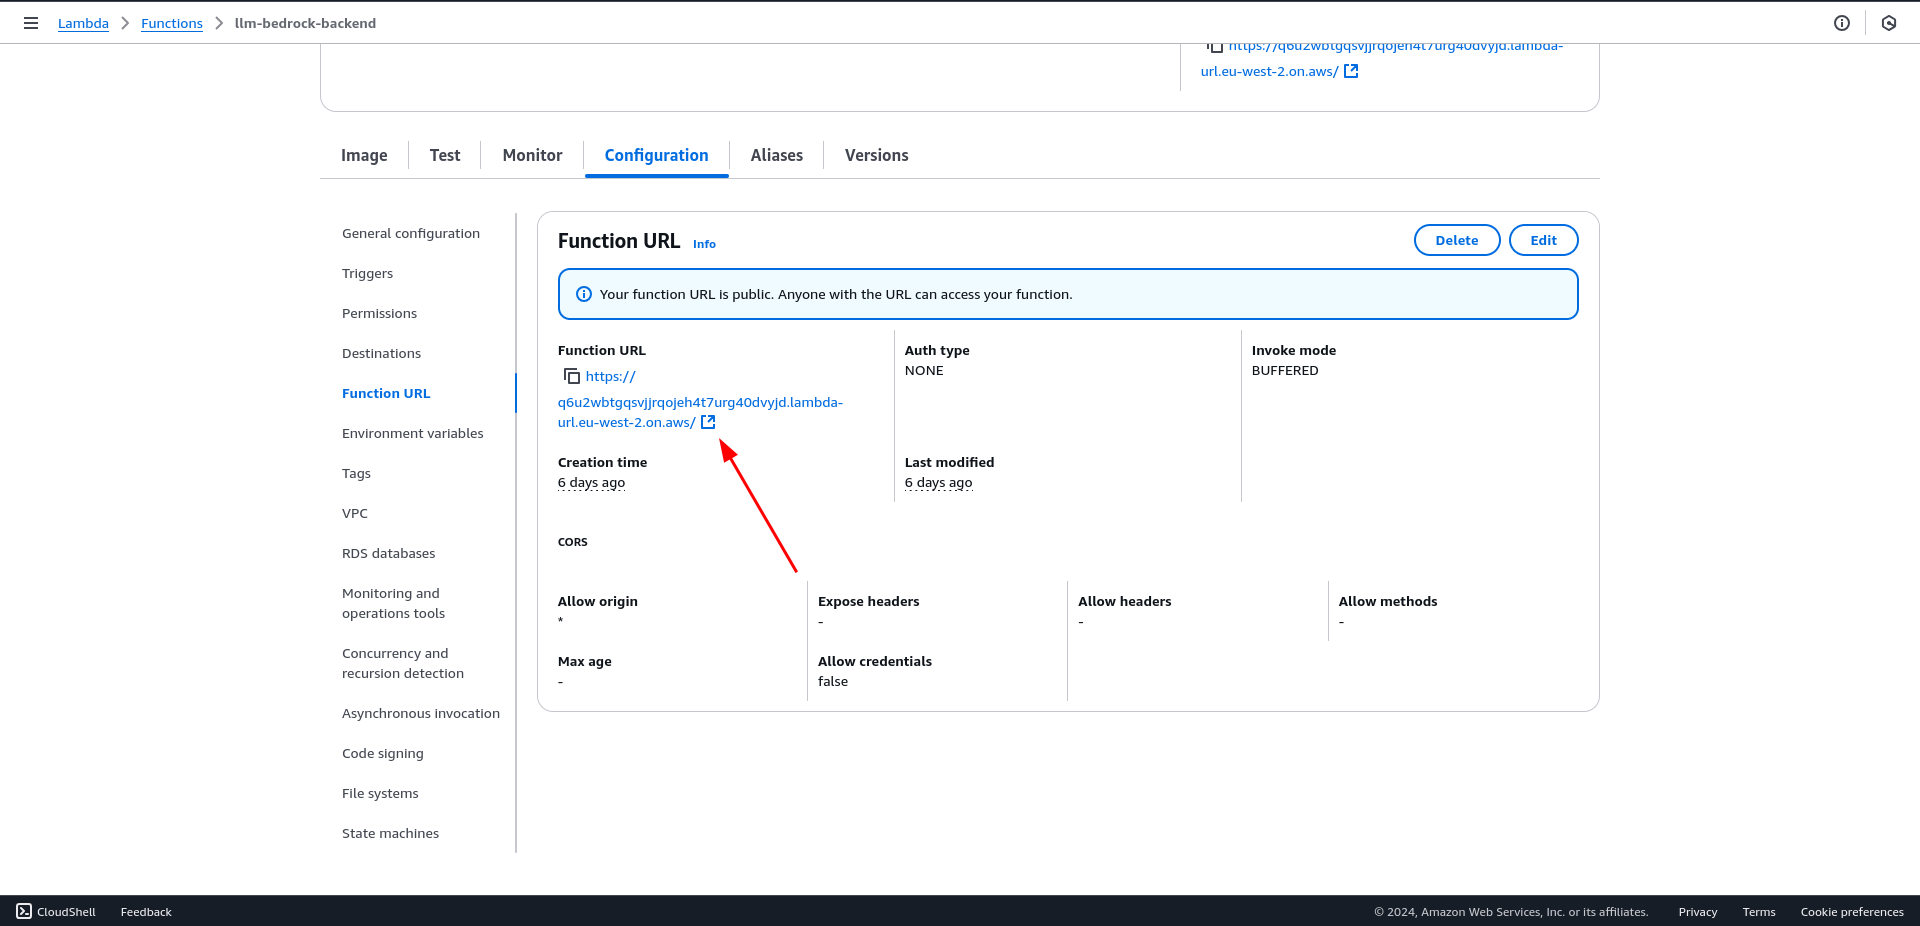 Lambda > Functions > llm-bedrock-backend
https://q6u2wbtgqsvjjrqojeh4t7urg40dvyjd.lambda-
url.eu-west-2.on.aws/
Image
Test
Monitor
Configuration
Aliases
Versions
General configuration
Triggers
Permissions
Destinations
Function URL
Environment variables
Tags
VPC
RDS databases
Monitoring and
operations tools
Concurrency and
recursion detection
Asynchronous invocation
Code signing
File systems
State machines
Function URL Info
Delete
Edit
Your function URL is public. Anyone with the URL can access your function.
Function URL
https://
q6u2wbtgqsvjjrqojeh4t7urg40dvyjd.lambda-
url.eu-west-2.on.aws/
Auth type
NONE
Invoke mode
BUFFERED
Creation time
6 days ago
Last modified
6 days ago
CORS
Allow origin
*
Expose headers
-
Allow headers
-
Allow methods
-
Max age
-
Allow credentials
false
CloudShell
Feedback
© 2024, Amazon Web Services, Inc. or its affiliates.
Privacy
Terms
Cookie preferences